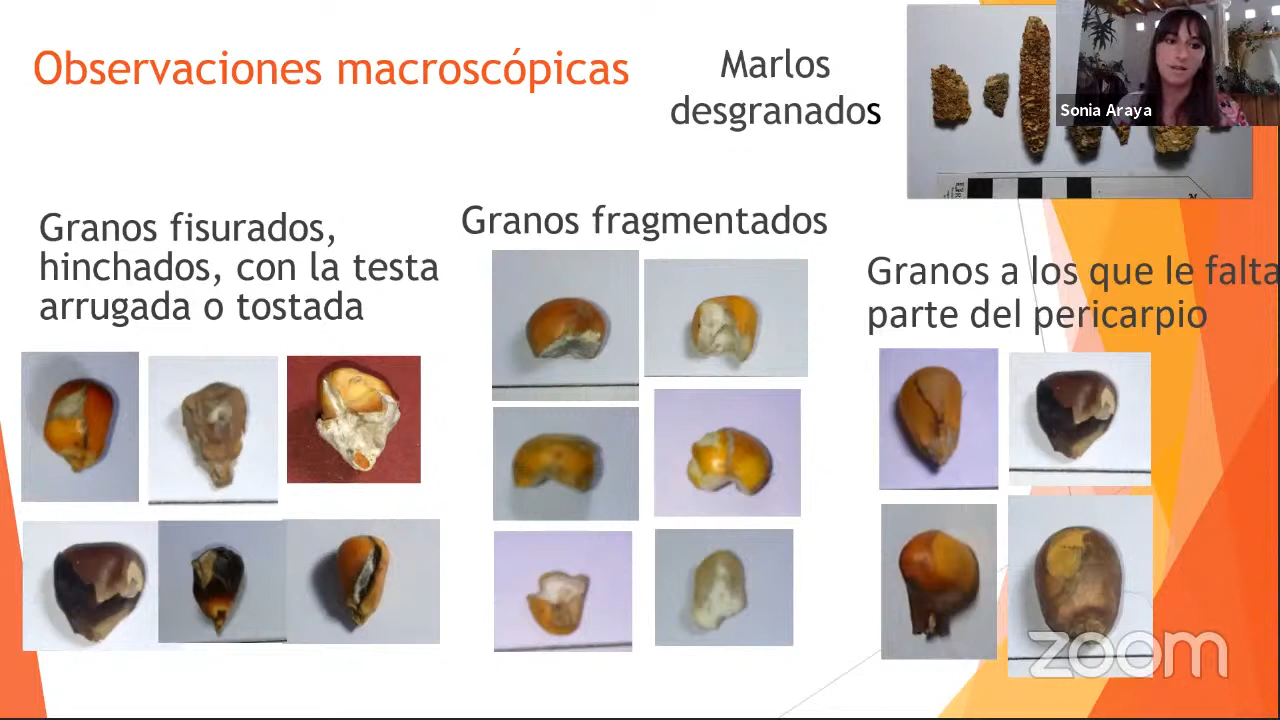 Observaciones macroscópicas
Marlos
desgranados
Sonia Araya
Granos fisurados,
hinchados, con la testa
arrugada o tostada
Granos fragmentados
Granos a los que le falta
parte del pericarpio
zoom